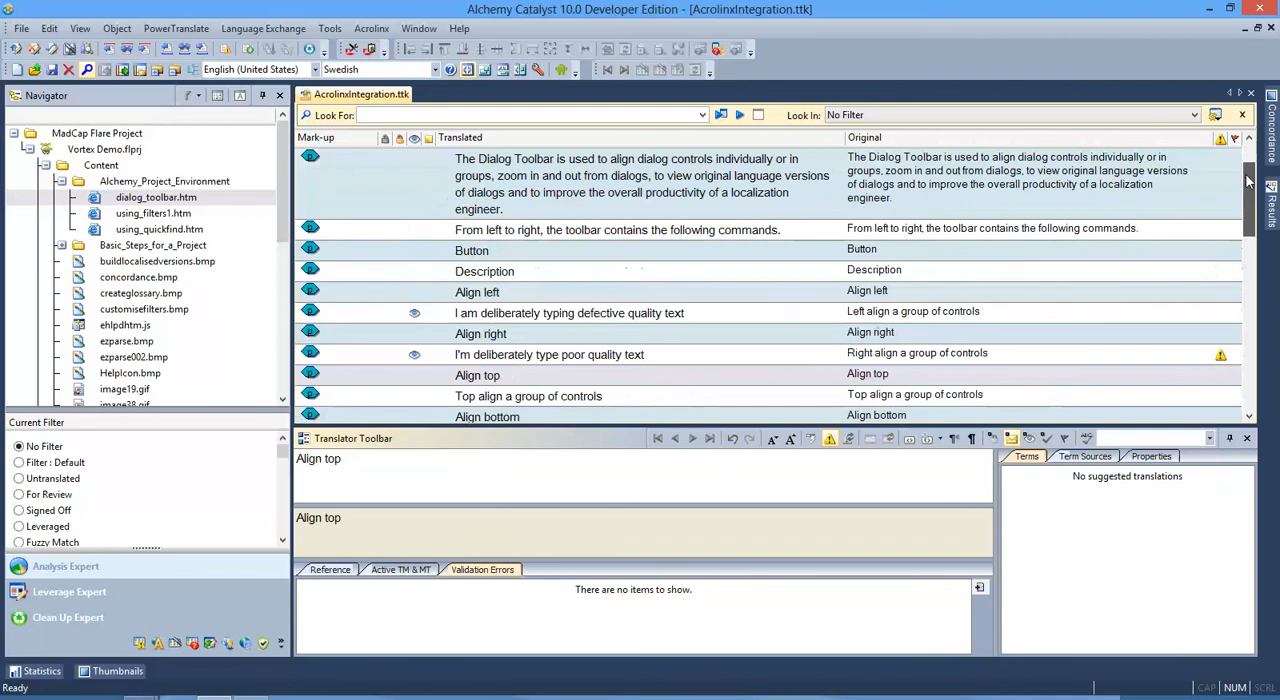 Alchemy Catalyst 10.0 Developer Edition - [AcrolinxIntegration.ttk]
File Edit View Object PowerTranslate Language Exchange Tools Acrolinx Window Help
English (United States) Swedish
Navigator
AcrolinxIntegration.ttk
Look For: Look In: No Filter
MadCap Flare Project
Vortex Demo.flprj
Content
Alchemy_Project_Environment
dialog_toolbar.htm
using_filters1.htm
using_quickfind.htm
Basic_Steps_for_a_Project
buildlocalisedversions.bmp
concordance.bmp
createglossary.bmp
customisefilters.bmp
ehlpdhtm.js
ezparse.bmp
ezparse002.bmp
HelpIcon.bmp
image19.gif
image38.gif
Mark-up Translated Original
The Dialog Toolbar is used to align dialog controls individually or in
groups, zoom in and out from dialogs, to view original language versions
of dialogs and to improve the overall productivity of a localization
engineer.
The Dialog Toolbar is used to align dialog controls individually or in
groups, zoom in and out from dialogs, to view original language versions
of dialogs and to improve the overall productivity of a localization
engineer.
From left to right, the toolbar contains the following commands. From left to right, the toolbar contains the following commands.
Button Button
Description Description
Align left Align left
I am deliberately typing defective quality text Left align a group of controls
Align right Align right
I'm deliberately type poor quality text Right align a group of controls
Align top Align top
Top align a group of controls Top align a group of controls
Align bottom Align bottom
Concordance
Results
Current Filter
No Filter
Filter : Default
Untranslated
For Review
Signed Off
Leveraged
Fuzzy Match
Analysis Expert
Leverage Expert
Clean Up Expert
Translator Toolbar
Align top
Align top
Reference Active TM & MT Validation Errors
There are no items to show.
Terms Term Sources Properties
No suggested translations
Statistics Thumbnails
Ready CAP NUM SCRL